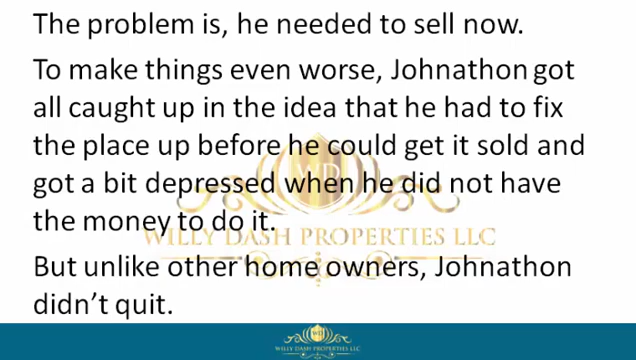 The problem is, he needed to sell now.
To make things even worse, Johnathon got
all caught up in the idea that he had to fix
the place up before he could get it sold and
got a bit depressed when he did not have
the money to do it.
WILLY DASH PROPERTIES LLC
But unlike other home owners, Johnathon
didn’t quit.
WILLY DASH PROPERTIES LLC